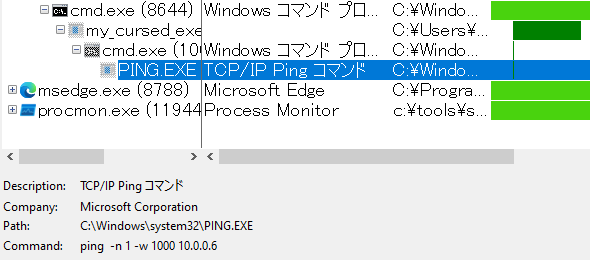 cmd.exe (8644) Windows コマンド プロ... C:¥Windo...
my_cursed_exe C:¥Users¥...
cmd.exe (10 Windows コマンド プロ... C:¥Windo...
PING.EXE TCP/IP Ping コマンド C:¥Windo...
msedge.exe (8788) Microsoft Edge C:¥Progra...
procmon.exe (11944 Process Monitor c:¥tools¥s...
Description: TCP/IP Ping コマンド
Company: Microsoft Corporation
Path: C:\Windows\system32\PING.EXE
Command: ping -n 1 -w 1000 10.0.0.6